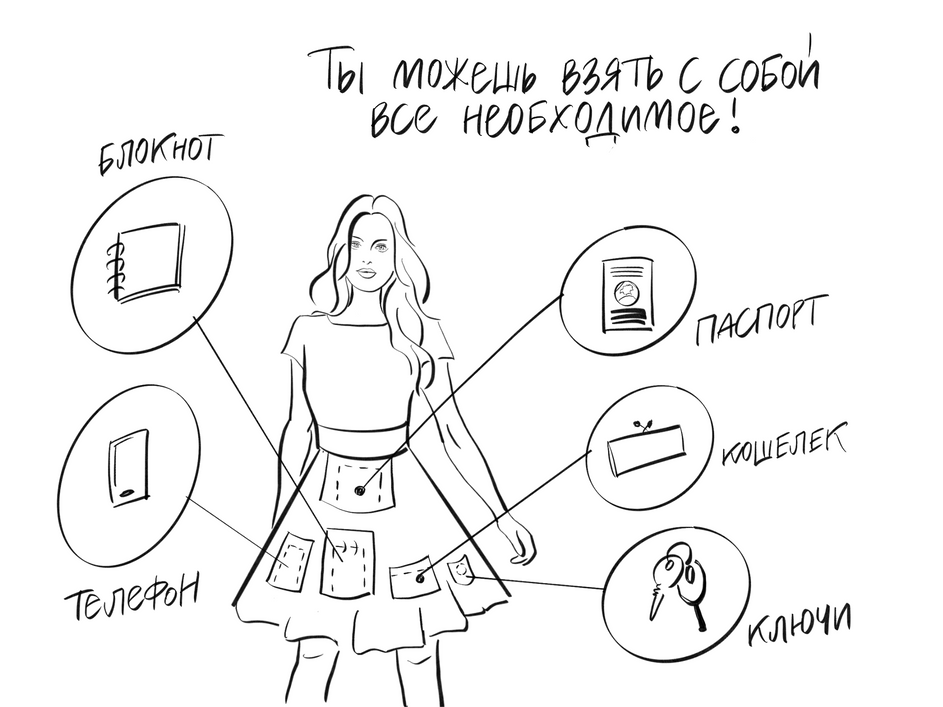 Ты можешь взять с собой
все необходимое!
БЛОКНОТ
ПАСПОРТ
КОШЕЛЕК
ТЕЛЕФОН
КЛЮЧИ